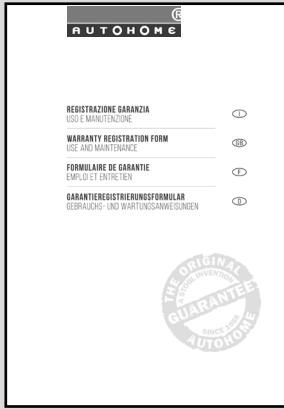 ®
AUTOHOME
REGISTRAZIONE GARANZIA
USO E MANUTENZIONE
I
WARRANTY REGISTRATION FORM
USE AND MAINTENANCE
GB
FORMULAIRE DE GARANTIE
EMPLOI ET ENTRETIEN
F
GARANTIEREGISTRIERUNGSFORMULAR
GEBRAUCHS- UND WARTUNGSANWEISUNGEN
D
THE ORIGINAL
INVENTION
GUARANTEE
SINCE 1958
AUTOHOME